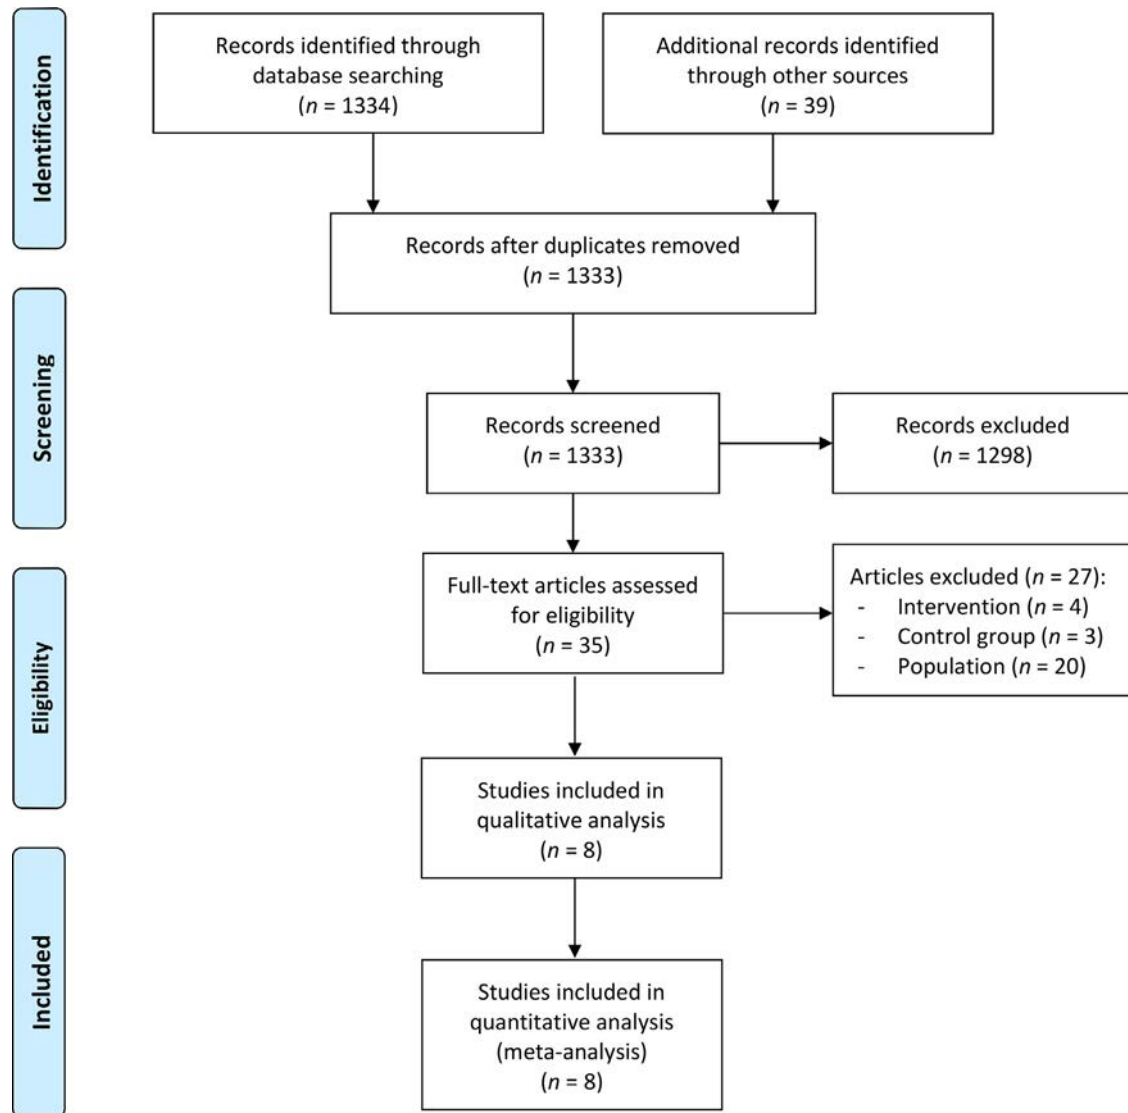 Identification
Records identified through
database searching
(n = 1334)
Additional records identified
through other sources
(n = 39)
Records after duplicates removed
(n = 1333)
Screening
Records screened
(n = 1333)
Records excluded
(n = 1298)
Eligibility
Full-text articles assessed
for eligibility
(n = 35)
Articles excluded (n = 27):
- Intervention (n = 4)
- Control group (n = 3)
- Population (n = 20)
Studies included in
qualitative analysis
(n = 8)
Included
Studies included in
quantitative analysis
(meta-analysis)
(n = 8)